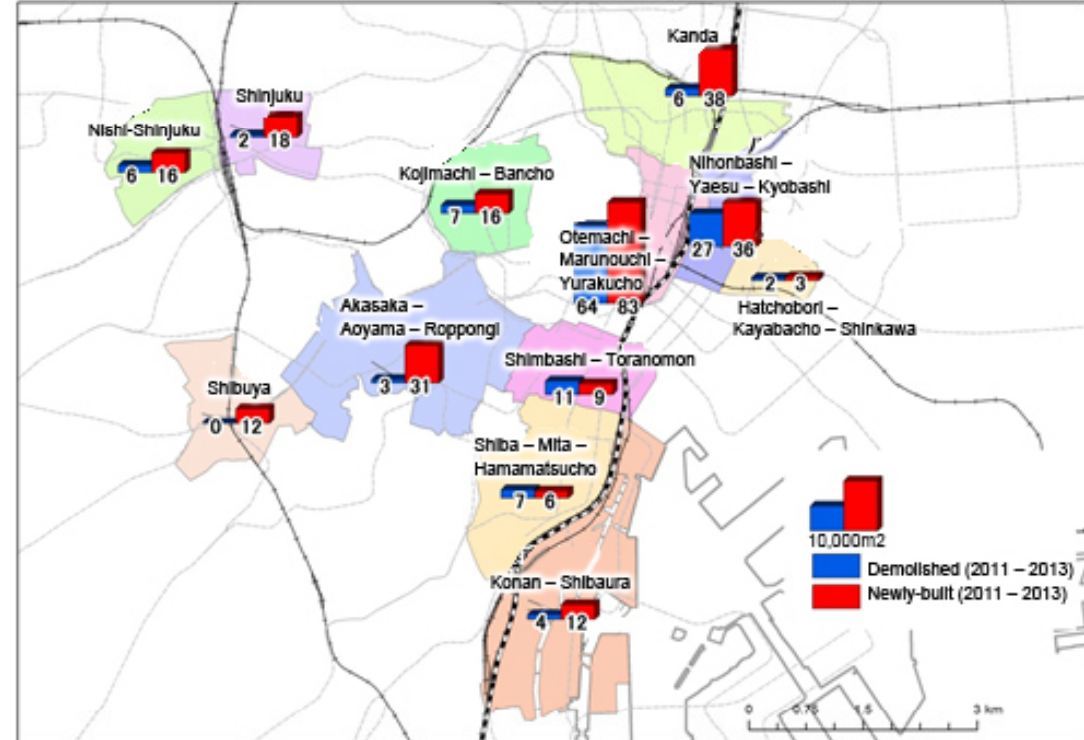 Kanda
6 38
Shinjuku
2 18
Nishi-Shinjuku
6 16
Kojimachi – Bancho
7 16
Nihonbashi –
Yaesu – Kyobashi
27 36
Otemachi –
Marunouchi –
Yurakucho
64 83
2 3
Hatchobori –
Kayabacho – Shinkawa
Akasaka –
Aoyama – Roppongi
3 31
Shimbashi – Toranomon
11 9
Shibuya
0 12
Shiba – Mita –
Hamamatsucho
7 6
Konan – Shibaura
4 12
10,000m2
Demolished (2011 – 2013)
Newly-built (2011 – 2013)
0 0.75 1.5 3 km